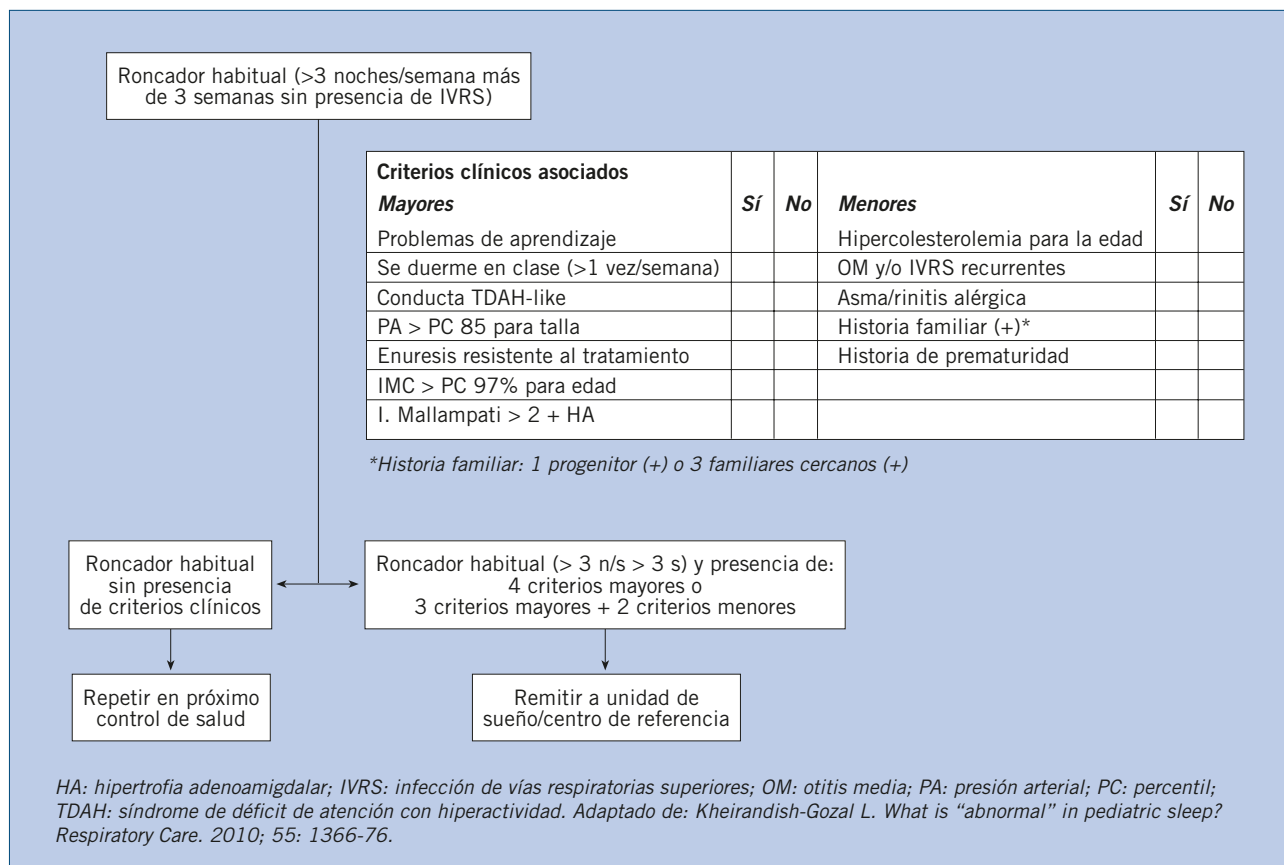 Roncador habitual (>3 noches/semana más
de 3 semanas sin presencia de IVRS)
Criterios clínicos asociados
Mayores Sí No Menores Sí No
Problemas de aprendizaje Hipercolesterolemia para la edad
Se duerme en clase (>1 vez/semana) OM y/o IVRS recurrentes
Conducta TDAH-like Asma/rinitis alérgica
PA > PC 85 para talla Historia familiar (+)*
Enuresis resistente al tratamiento Historia de prematuridad
IMC > PC 97% para edad
I. Mallampati > 2 + HA
*Historia familiar: 1 progenitor (+) o 3 familiares cercanos (+)
Roncador habitual
sin presencia
de criterios clínicos
Roncador habitual (> 3 n/s > 3 s) y presencia de:
4 criterios mayores o
3 criterios mayores + 2 criterios menores
Repetir en próximo
control de salud
Remitir a unidad de
sueño/centro de referencia
HA: hipertrofia adenoamigdalar; IVRS: infección de vías respiratorias superiores; OM: otitis media; PA: presión arterial; PC: percentil;
TDAH: síndrome de déficit de atención con hiperactividad. Adaptado de: Kheirandish-Gozal L. What is “abnormal” in pediatric sleep?
Respiratory Care. 2010; 55: 1366-76.